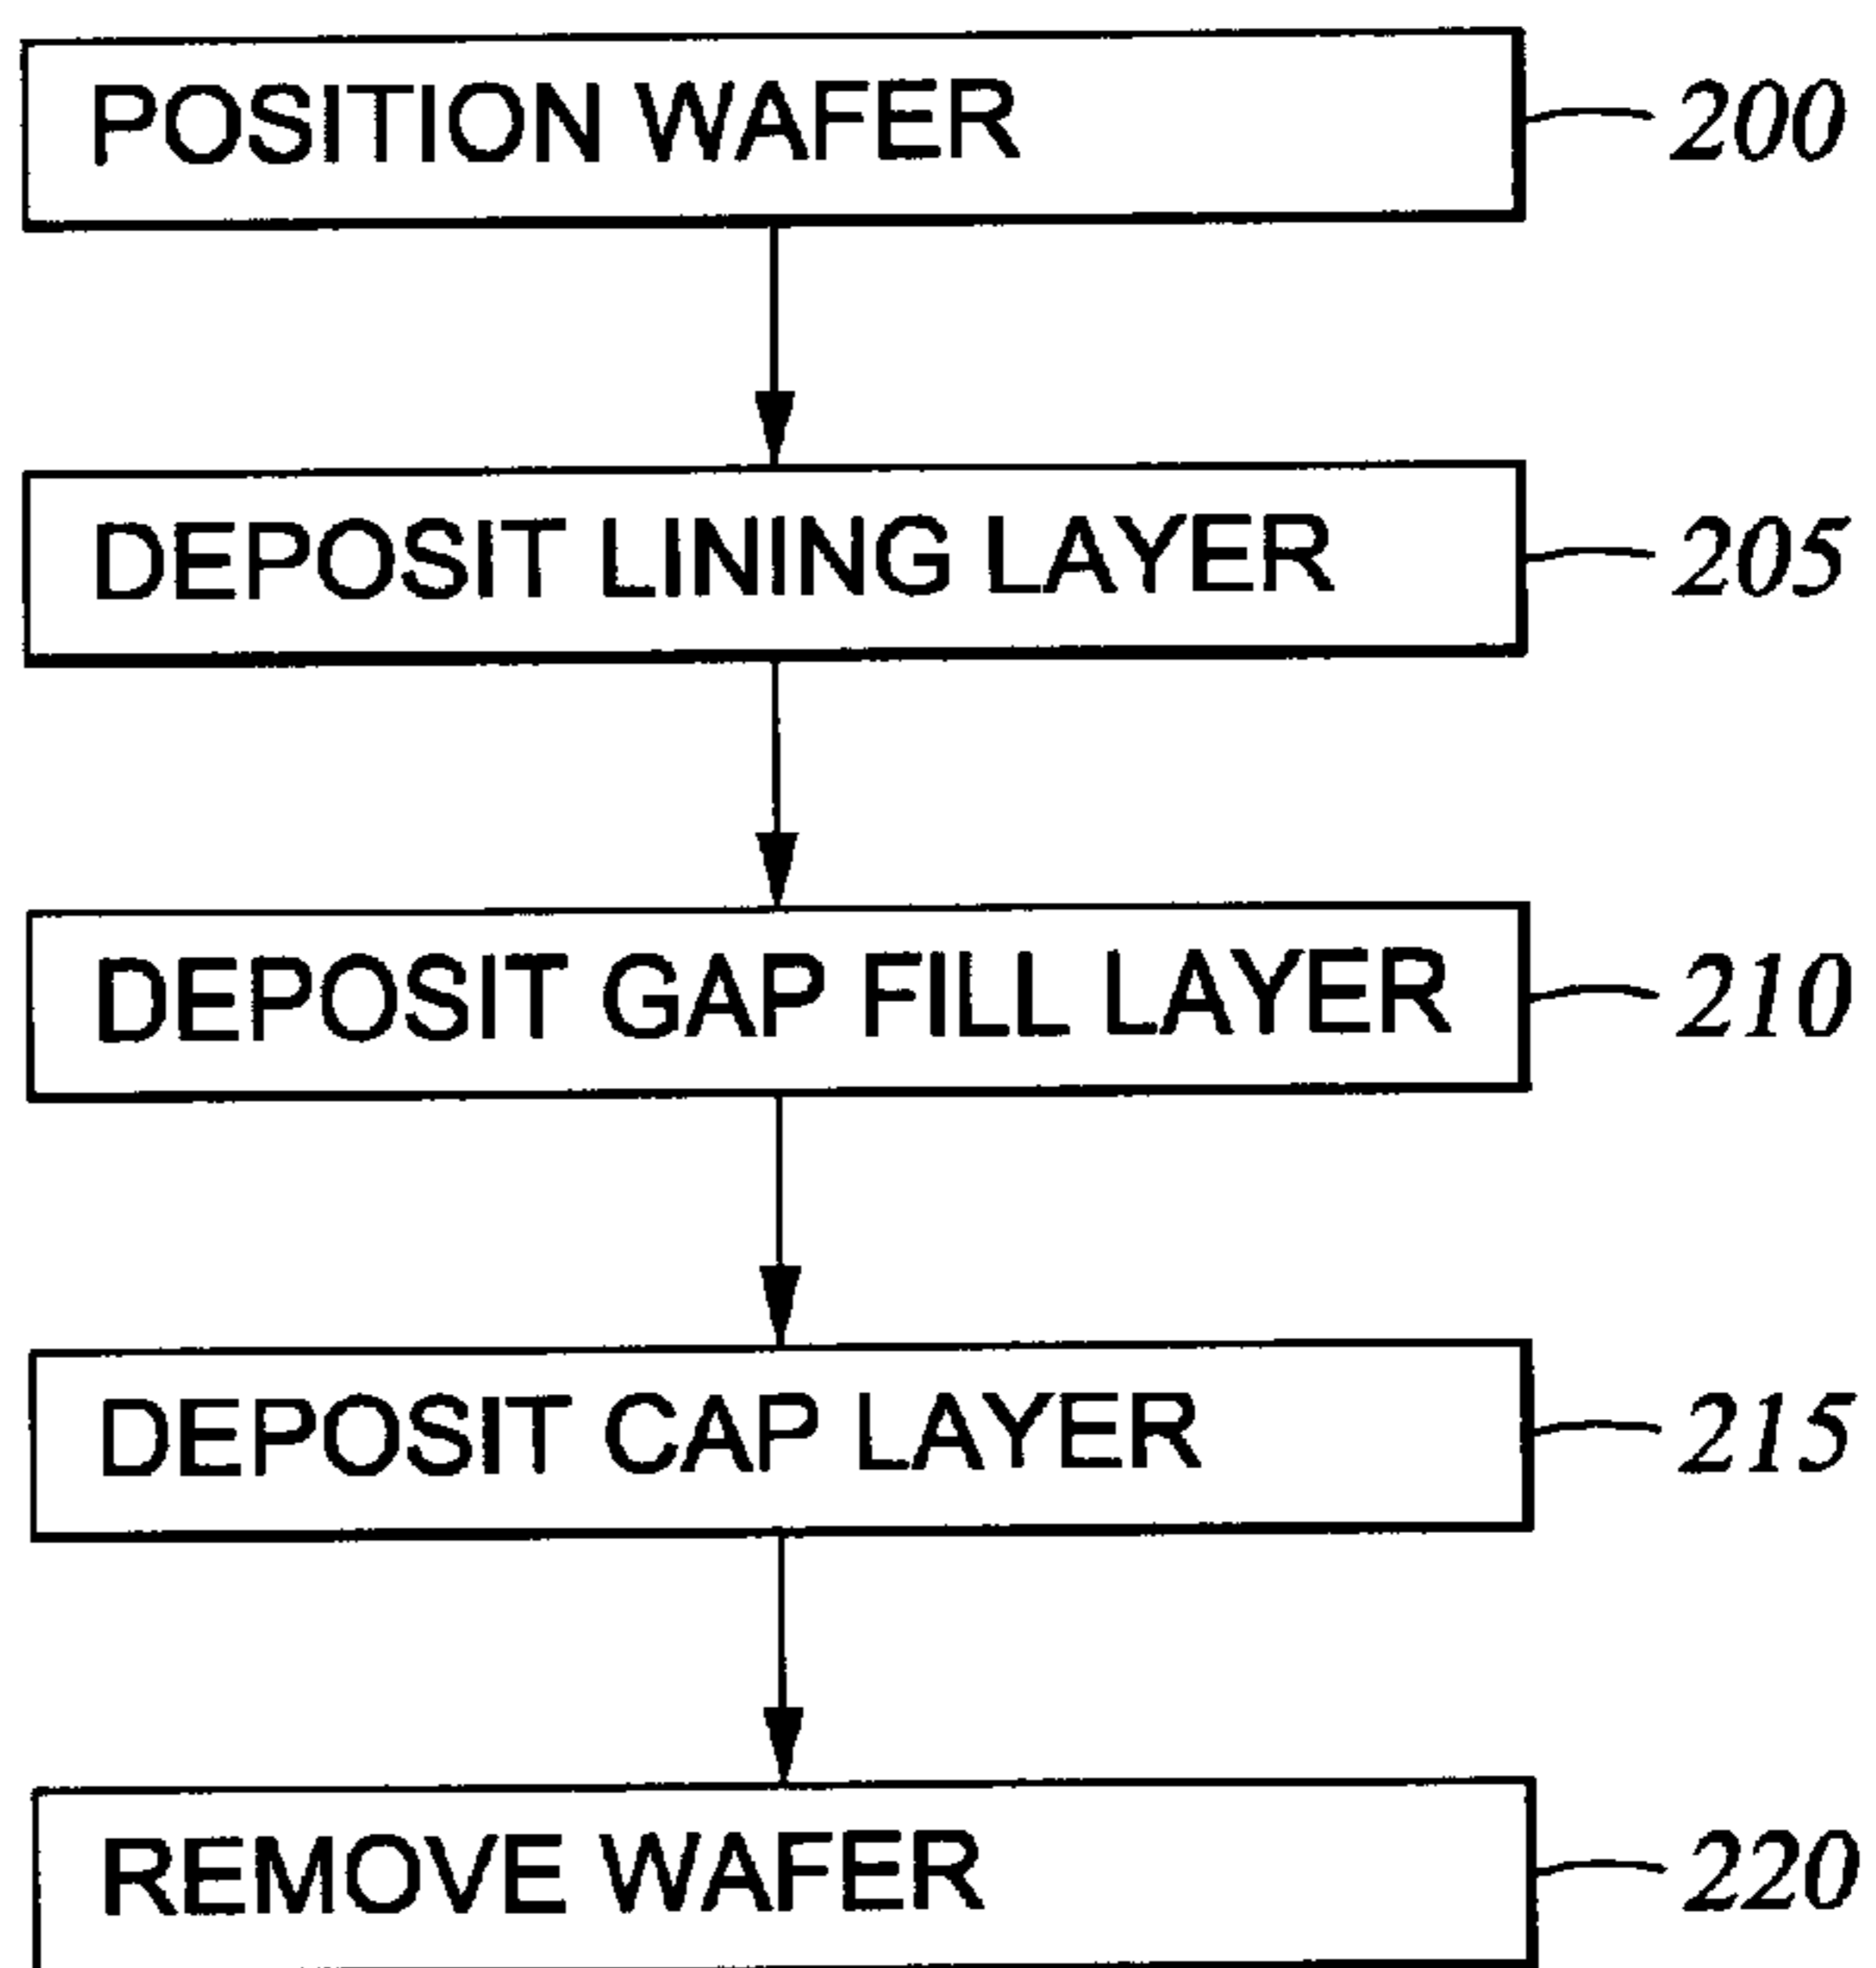 POSITION WAFER 200
DEPOSIT LINING LAYER 205
DEPOSIT GAP FILL LAYER 210
DEPOSIT CAP LAYER 215
REMOVE WAFER 220